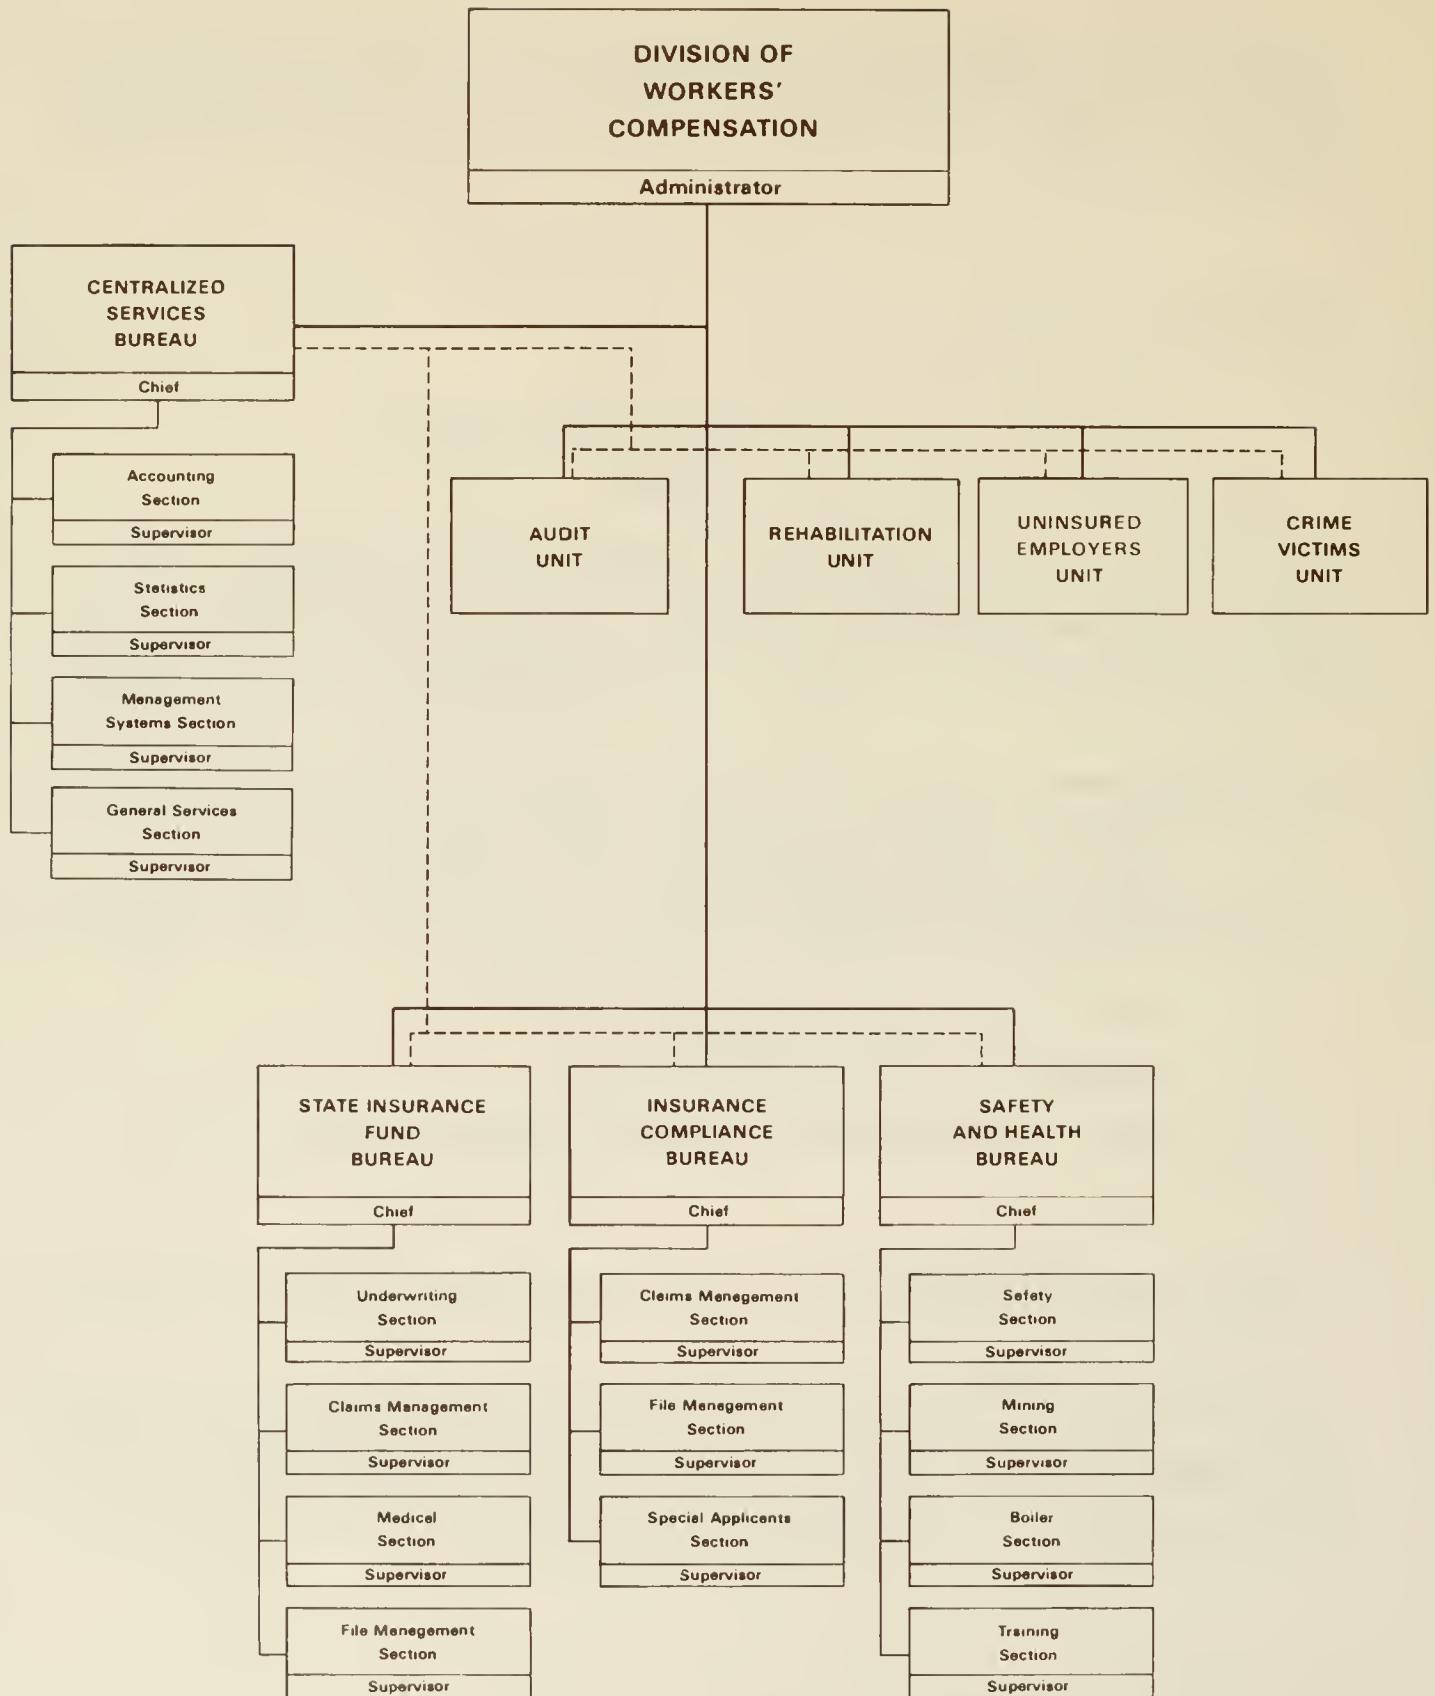 DIVISION OF
WORKERS'
COMPENSATION
Administrator
CENTRALIZED
SERVICES
BUREAU
Chief
Accounting
Section
Supervisor
Statistics
Section
Supervisor
Management
Systems Section
Supervisor
General Services
Section
Supervisor
AUDIT
UNIT
REHABILITATION
UNIT
UNINSURED
EMPLOYERS
UNIT
CRIME
VICTIMS
UNIT
STATE INSURANCE
FUND
BUREAU
Chief
Underwriting
Section
Supervisor
Claims Management
Section
Supervisor
Medical
Section
Supervisor
File Management
Section
Supervisor
INSURANCE
COMPLIANCE
BUREAU
Chief
Claims Management
Section
Supervisor
File Management
Section
Supervisor
Special Applicants
Section
Supervisor
SAFETY
AND HEALTH
BUREAU
Chief
Safety
Section
Supervisor
Mining
Section
Supervisor
Boiler
Section
Supervisor
Training
Section
Supervisor